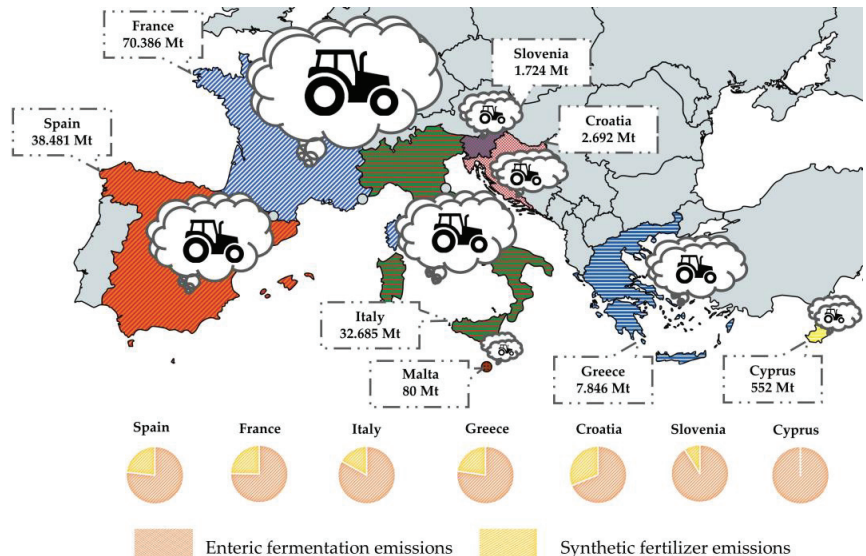 France
70.386 Mt
Slovenia
1.724 Mt
Spain
38.481 Mt
Croatia
2.692 Mt
Italy
32.685 Mt
Malta
80 Mt
Greece
7.846 Mt
Cyprus
552 Mt
4
Spain France Italy Greece Croatia Slovenia Cyprus
Enteric fermentation emissions Synthetic fertilizer emissions